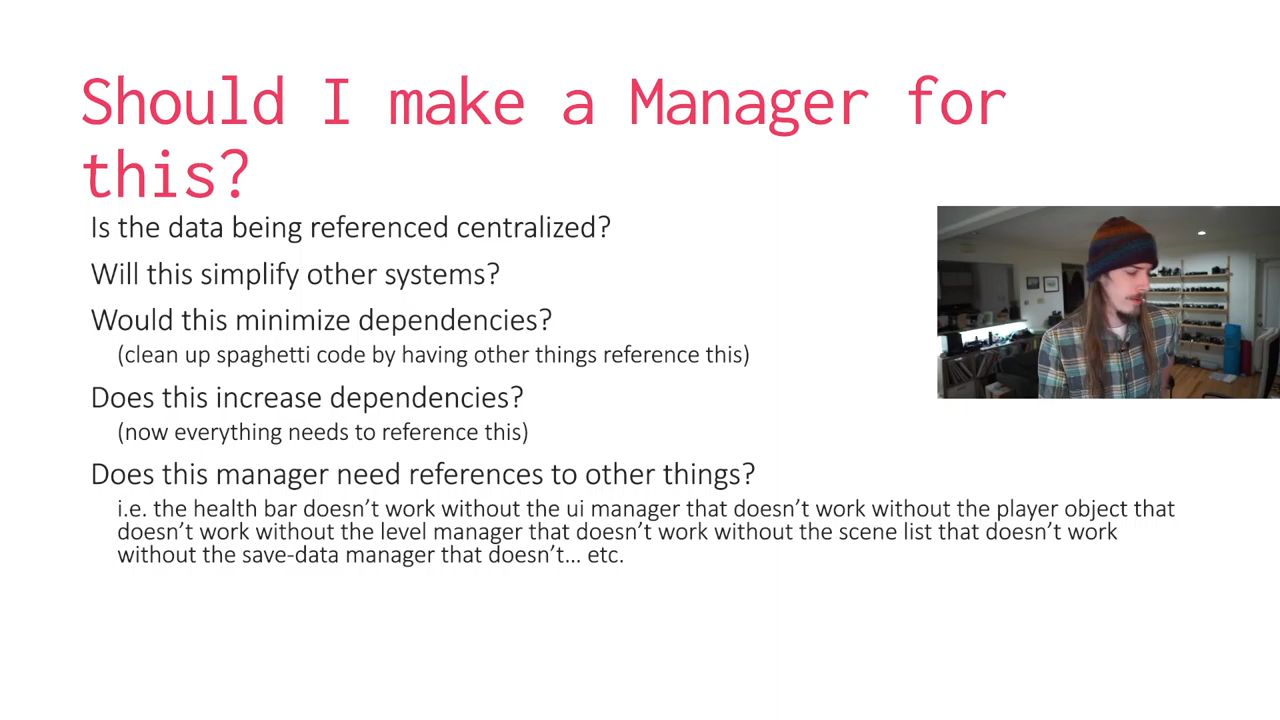 Should I make a Manager for
this?
Is the data being referenced centralized?
Will this simplify other systems?
Would this minimize dependencies?
(clean up spaghetti code by having other things reference this)
Does this increase dependencies?
(now everything needs to reference this)
Does this manager need references to other things?
i.e. the health bar doesn’t work without the ui manager that doesn’t work without the player object that
doesn’t work without the level manager that doesn’t work without the scene list that doesn’t work
without the save-data manager that doesn’t... etc.